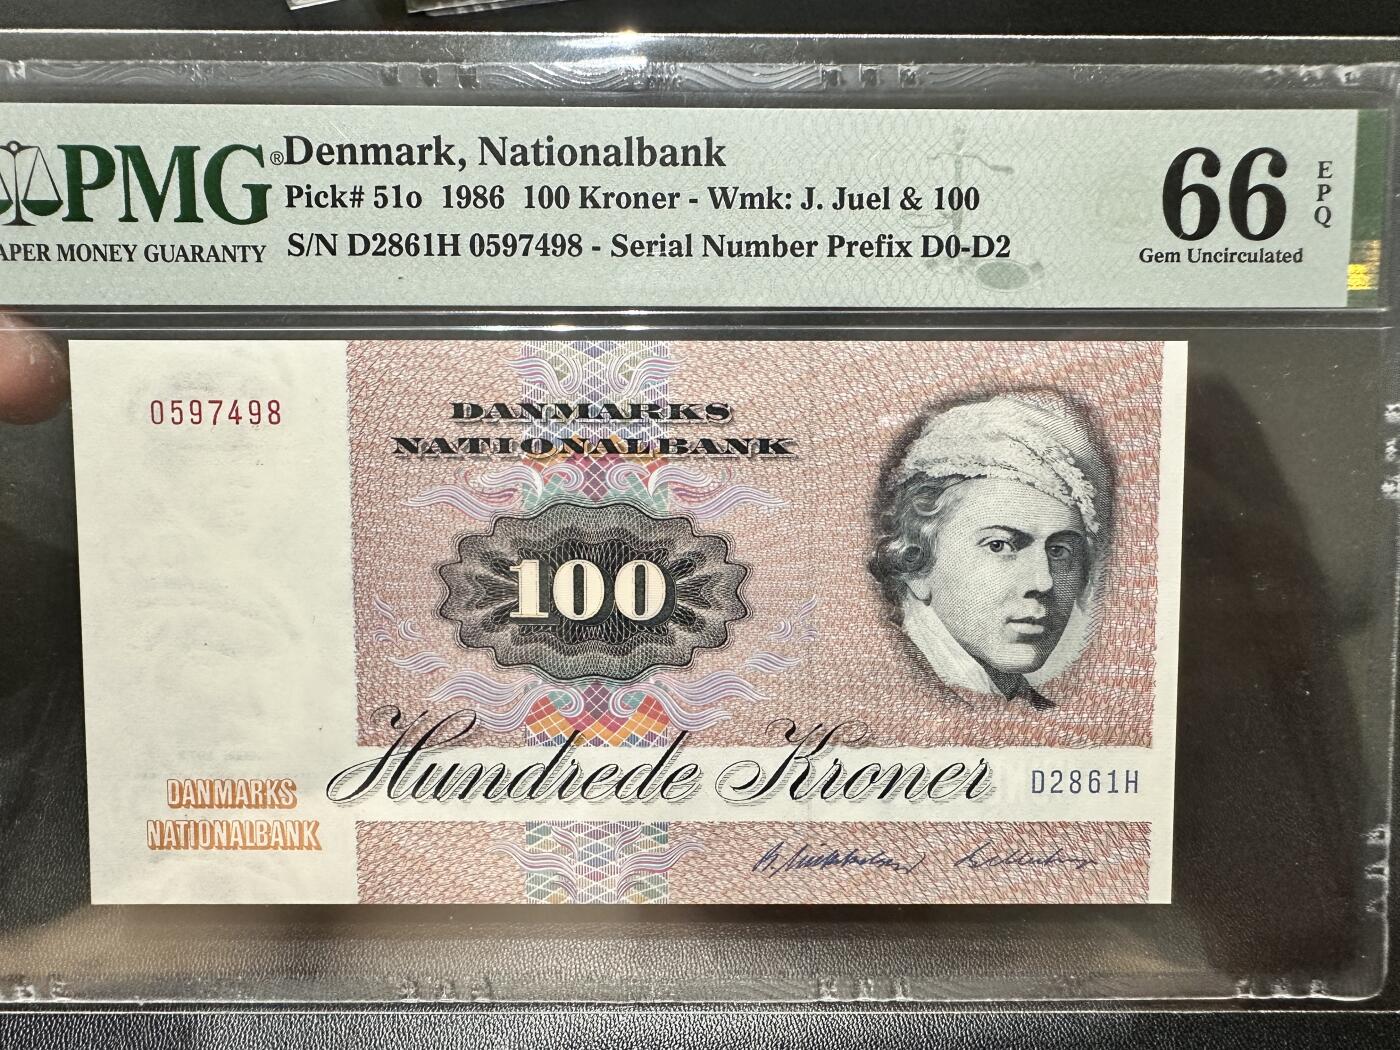 PMG®
APER MONEY GUARANTY
Denmark, Nationalbank
Pick# 51o 1986 100 Kroner - Wmk: J. Juel & 100
S/N D2861H 0597498 - Serial Number Prefix D0-D2
66
EPQ
Gem Uncirculated
0597498
DANMARKS
NATIONALBANK
100
Hundrede Kroner
D2861H
DANMARKS
NATIONALBANK